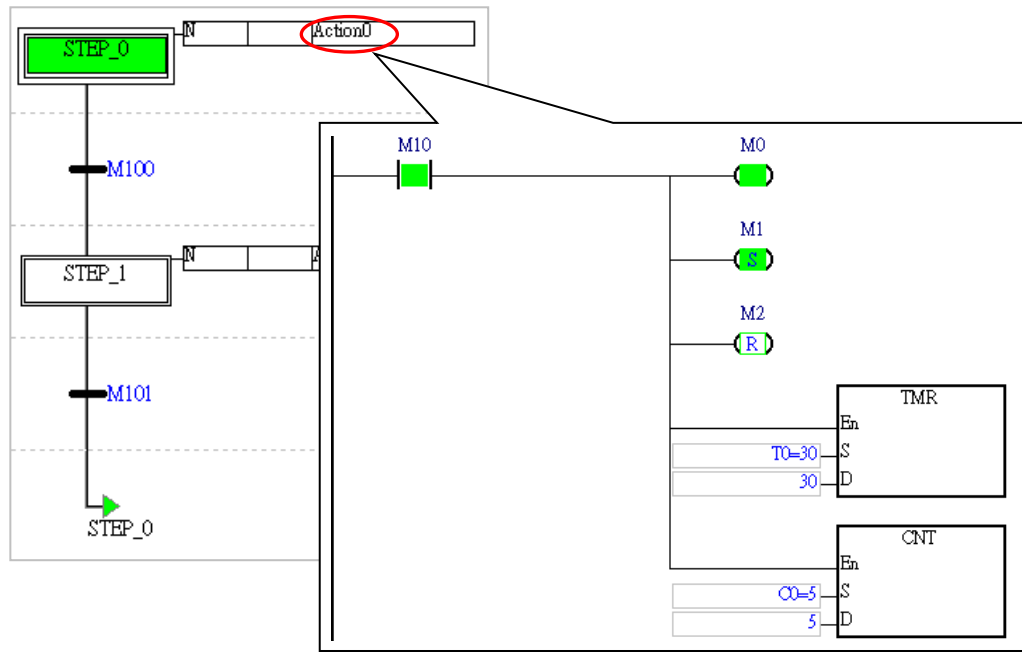 STEP_0
N
Action0
M100
STEP_1
N
M101
STEP_0
M10
M0
M1
S
M2
R
TMR
En
T0=30 S
30 D
CNT
En
C0=5 S
5 D